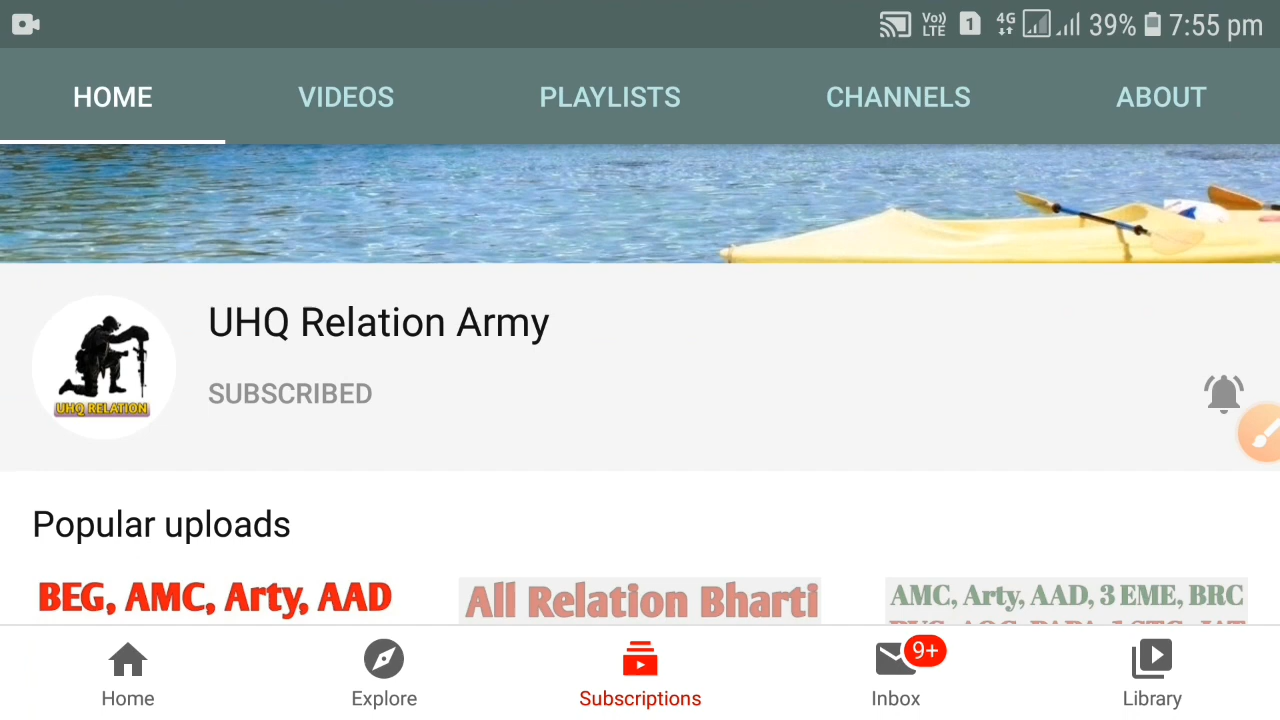 Vo)) LTE 1 4G 39% 7:55 pm
HOME VIDEOS PLAYLISTS CHANNELS ABOUT
UHQ Relation Army
UHQ RELATION
SUBSCRIBED
Popular uploads
BEG, AMC, Arty, AAD
All Relation Bharti
AMC, Arty, AAD, 3 EME, BRC
Home Explore Subscriptions Inbox 9+ Library